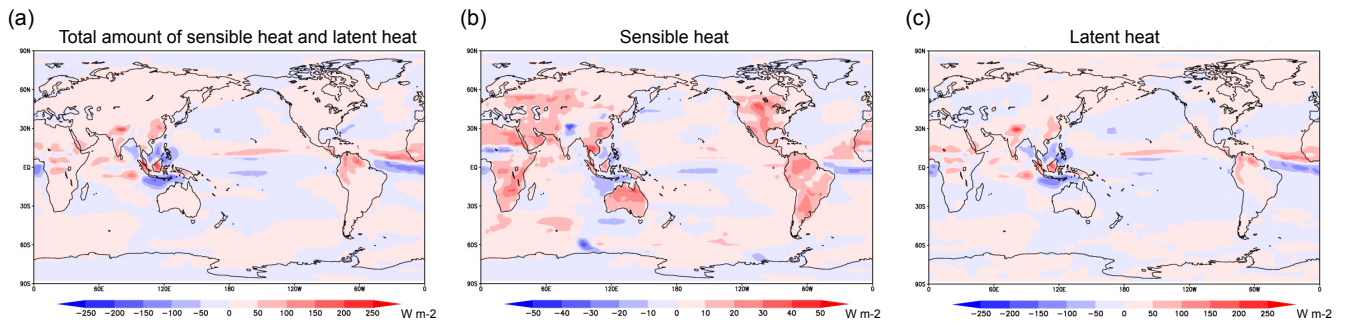 (a)
Total amount of sensible heat and latent heat
90N
60N
30N
EQ
30S
60S
90S
0 60E 120E 180 120W 60W 0
−250 −200 −150 −100 −50 0 50 100 150 200 250 W m-2
(b)
Sensible heat
90N
60N
30N
EQ
30S
60S
90S
0 60E 120E 180 120W 60W 0
−50 −40 −30 −20 −10 0 10 20 30 40 50 W m-2
(c)
Latent heat
90N
60N
30N
EQ
30S
60S
90S
0 60E 120E 180 120W 60W 0
−250 −200 −150 −100 −50 0 50 100 150 200 250 W m-2